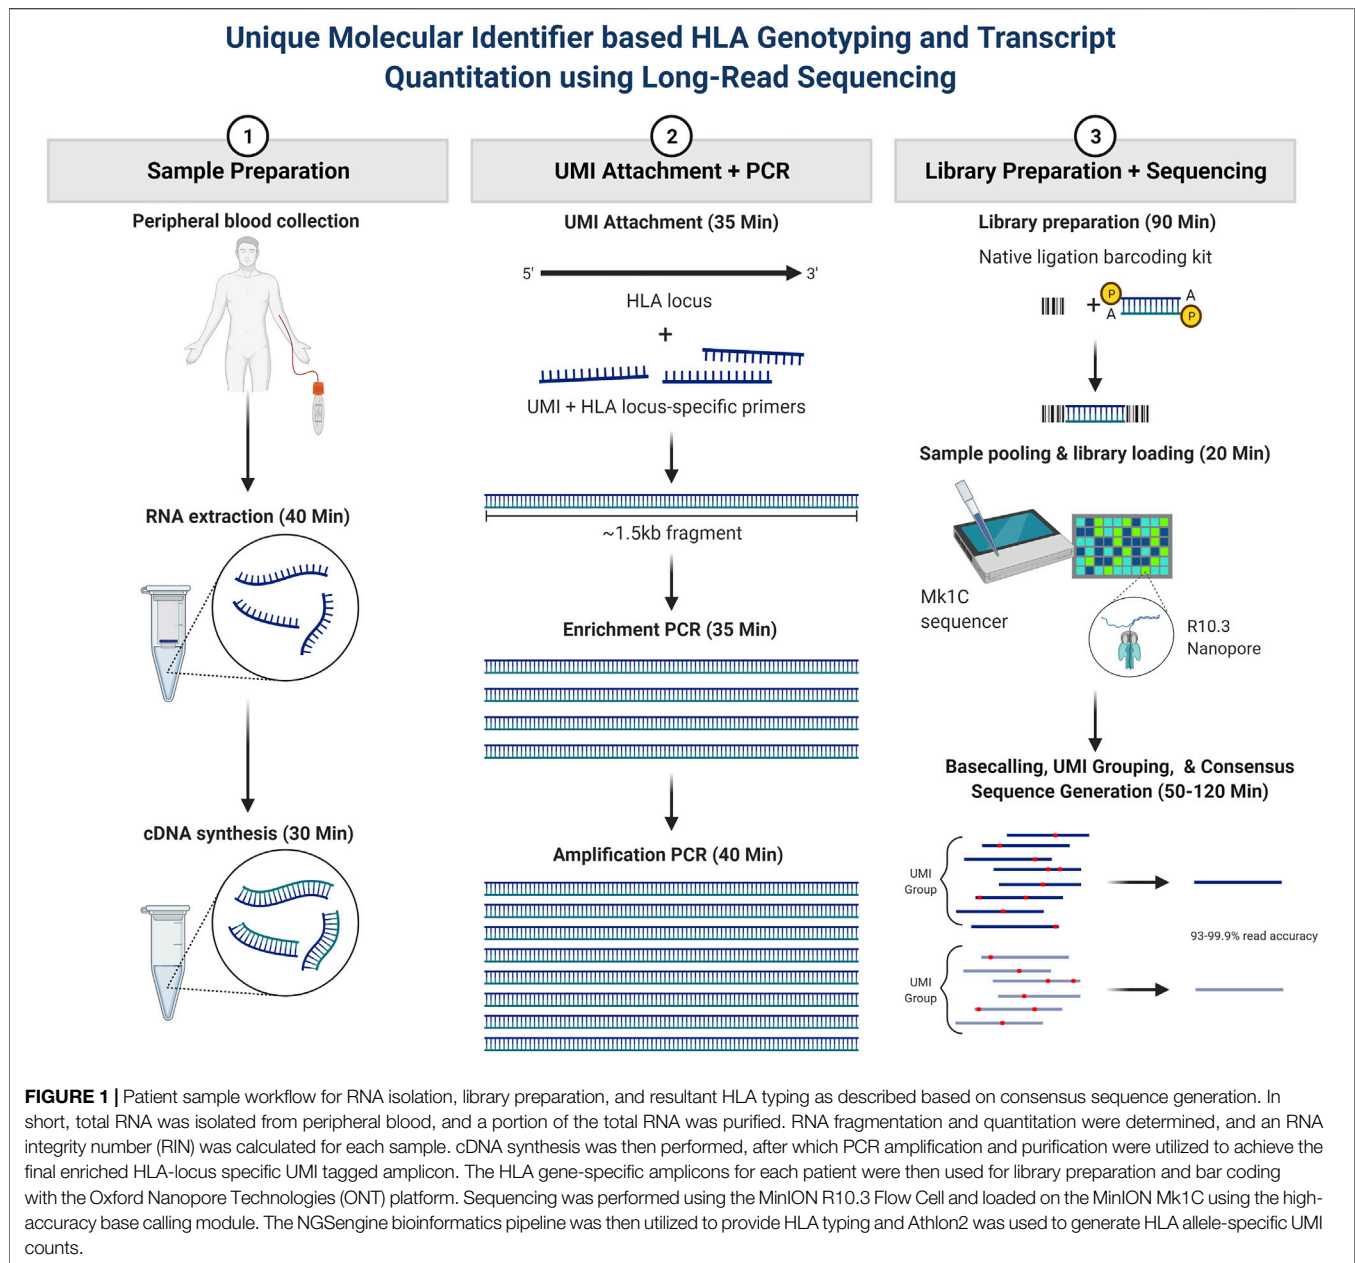 Unique Molecular Identifier based HLA Genotyping and Transcript
Quantitation using Long-Read Sequencing
1
Sample Preparation
Peripheral blood collection
RNA extraction (40 Min)
cDNA synthesis (30 Min)
2
UMI Attachment + PCR
UMI Attachment (35 Min)
5'
3'
HLA locus
+
UMI + HLA locus-specific primers
~1.5kb fragment
Enrichment PCR (35 Min)
Amplification PCR (40 Min)
3
Library Preparation + Sequencing
Library preparation (90 Min)
Native ligation barcoding kit
+
P
A
A
P
Sample pooling & library loading (20 Min)
Mk1C
sequencer
R10.3
Nanopore
Basecalling, UMI Grouping, & Consensus
Sequence Generation (50-120 Min)
UMI
Group
93-99.9% read accuracy
UMI
Group
FIGURE 1 | Patient sample workflow for RNA isolation, library preparation, and resultant HLA typing as described based on consensus sequence generation. In
short, total RNA was isolated from peripheral blood, and a portion of the total RNA was purified. RNA fragmentation and quantitation were determined, and an RNA
integrity number (RIN) was calculated for each sample. cDNA synthesis was then performed, after which PCR amplification and purification were utilized to achieve the
final enriched HLA-locus specific UMI tagged amplicon. The HLA gene-specific amplicons for each patient were then used for library preparation and bar coding
with the Oxford Nanopore Technologies (ONT) platform. Sequencing was performed using the MinION R10.3 Flow Cell and loaded on the MinION Mk1C using the high-
accuracy base calling module. The NGSengine bioinformatics pipeline was then utilized to provide HLA typing and Athlon2 was used to generate HLA allele-specific UMI
counts.